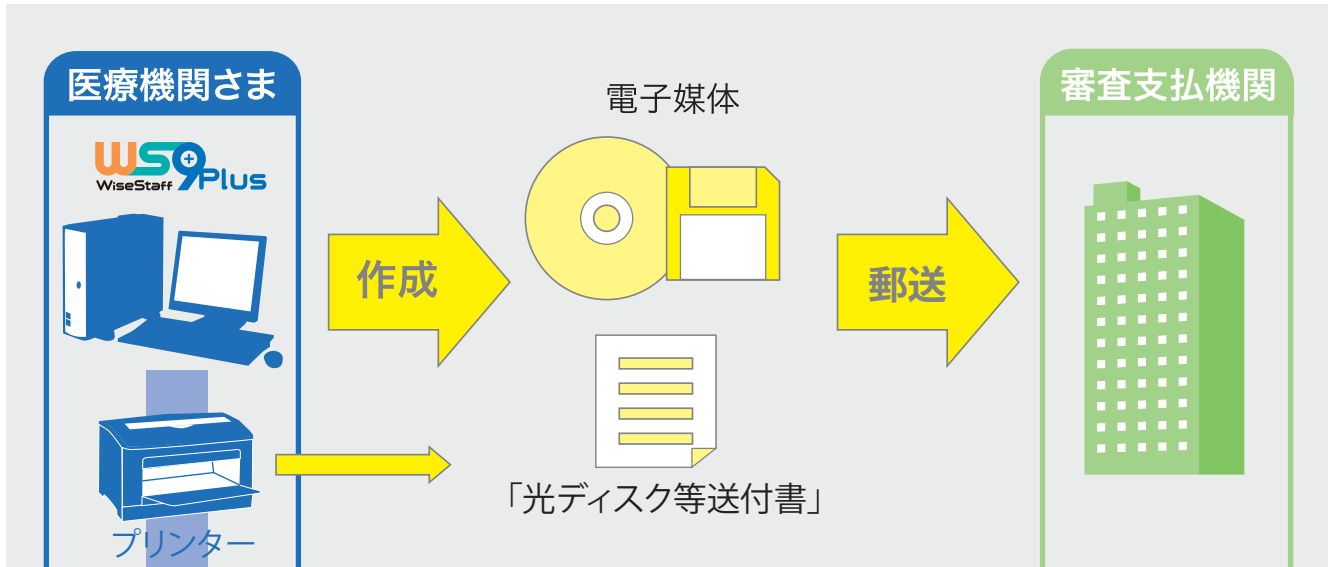 医療機関さま
WS9Plus
WiseStaff
プリンター
作成
電子媒体
「光ディスク等送付書」
郵送
審査支払機関